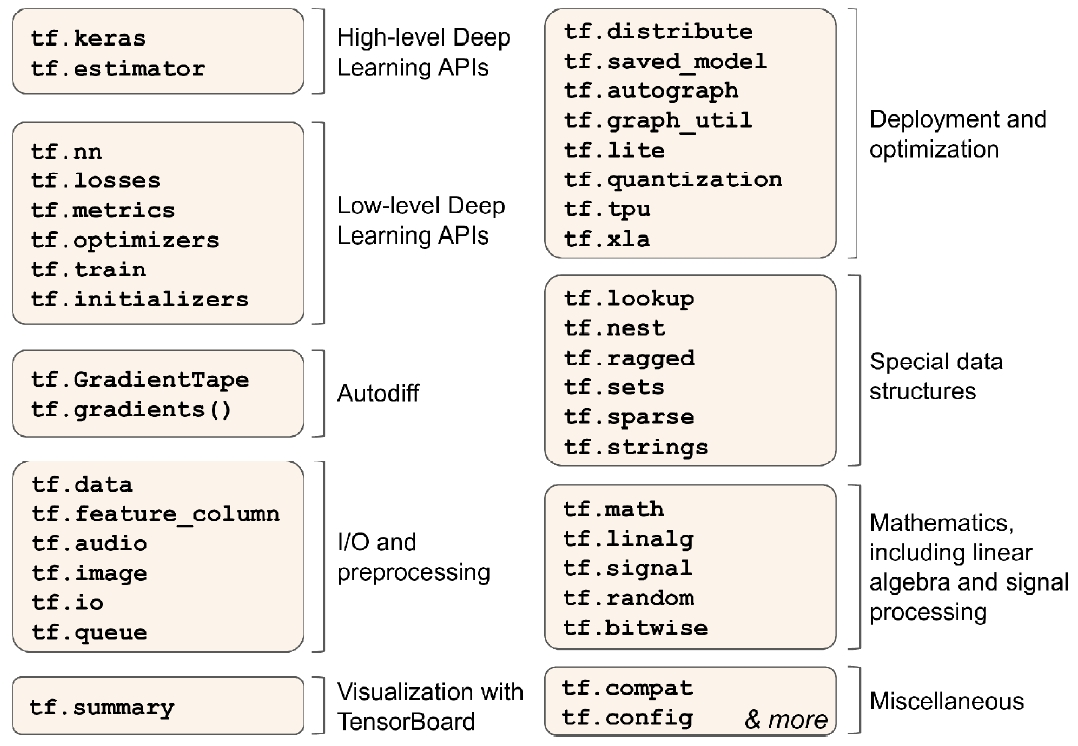 tf.keras
tf.estimator
High-level Deep
Learning APIs
tf.nn
tf.losses
tf.metrics
tf.optimizers
tf.train
tf.initializers
Low-level Deep
Learning APIs
tf.GradientTape
tf.gradients()
Autodiff
tf.data
tf.feature_column
tf.audio
tf.image
tf.io
tf.queue
I/O and
preprocessing
tf.summary
Visualization with
TensorBoard
tf.distribute
tf.saved_model
tf.autograph
tf.graph_util
tf.lite
tf.quantization
tf.tpu
tf.xla
Deployment and
optimization
tf.lookup
tf.nest
tf.ragged
tf.sets
tf.sparse
tf.strings
Special data
structures
tf.math
tf.linalg
tf.signal
tf.random
tf.bitwise
Mathematics,
including linear
algebra and signal
processing
tf.compat
tf.config & more
Miscellaneous